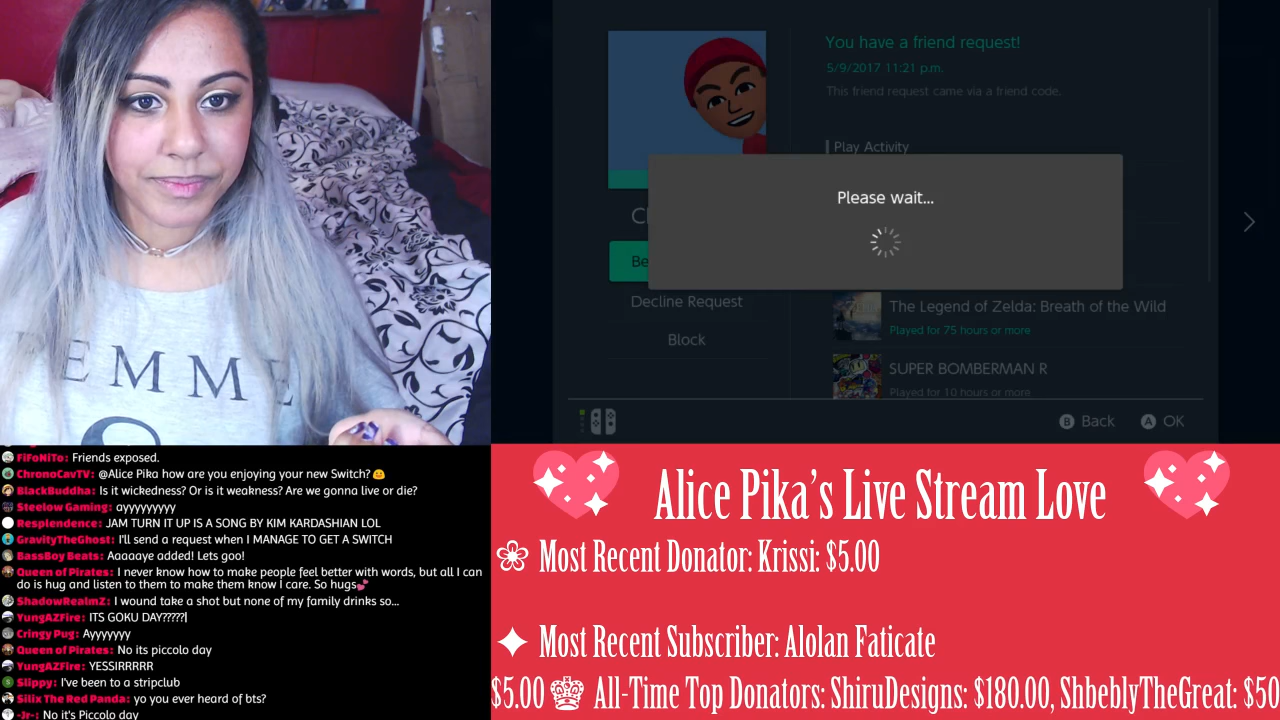 You have a friend request!
5/9/2017 11:21 p.m.
This friend request came via a friend code.
Play Activity
Please wait...
Be
Decline Request
Block
The Legend of Zelda: Breath of the Wild
Played for 75 hours or more
SUPER BOMBERMAN R
Played for 10 hours or more
B Back A OK
EMME
FiFoNiTo: Friends exposed.
ChronoCavTV: @Alice Pika how are you enjoying your new Switch?
BlackBuddha: Is it wickedness? Or is it weakness? Are we gonna live or die?
Steelow Gaming: ayyyyyyyyy
Resplendence: JAM TURN IT UP IS A SONG BY KIM KARDASHIAN LOL
GravityTheGhost: I'll send a request when I MANAGE TO GET A SWITCH
BassBoy Beats: Aaaaaye added! Lets goo!
Queen of Pirates: I never know how to make people feel better with words, but all I can
do is hug and listen to them to make them know I care. So hugs
ShadowRealmZ: I wound take a shot but none of my family drinks so...
YungAZFire: ITS GOKU DAY?????|
Cringy Pug: Ayyyyyyy
Queen of Pirates: No its piccolo day
YungAZFire: YESSIRRRRR
Slippy: I've been to a stripclub
Silix The Red Panda: yo you ever heard of bts?
-Jr-: No it's Piccolo day
Alice Pika's Live Stream Love
Most Recent Donator: Krissi: $5.00
Most Recent Subscriber: Alolan Faticate
$5.00 All-Time Top Donators: ShiruDesigns: $180.00, ShbeblyTheGreat: $50